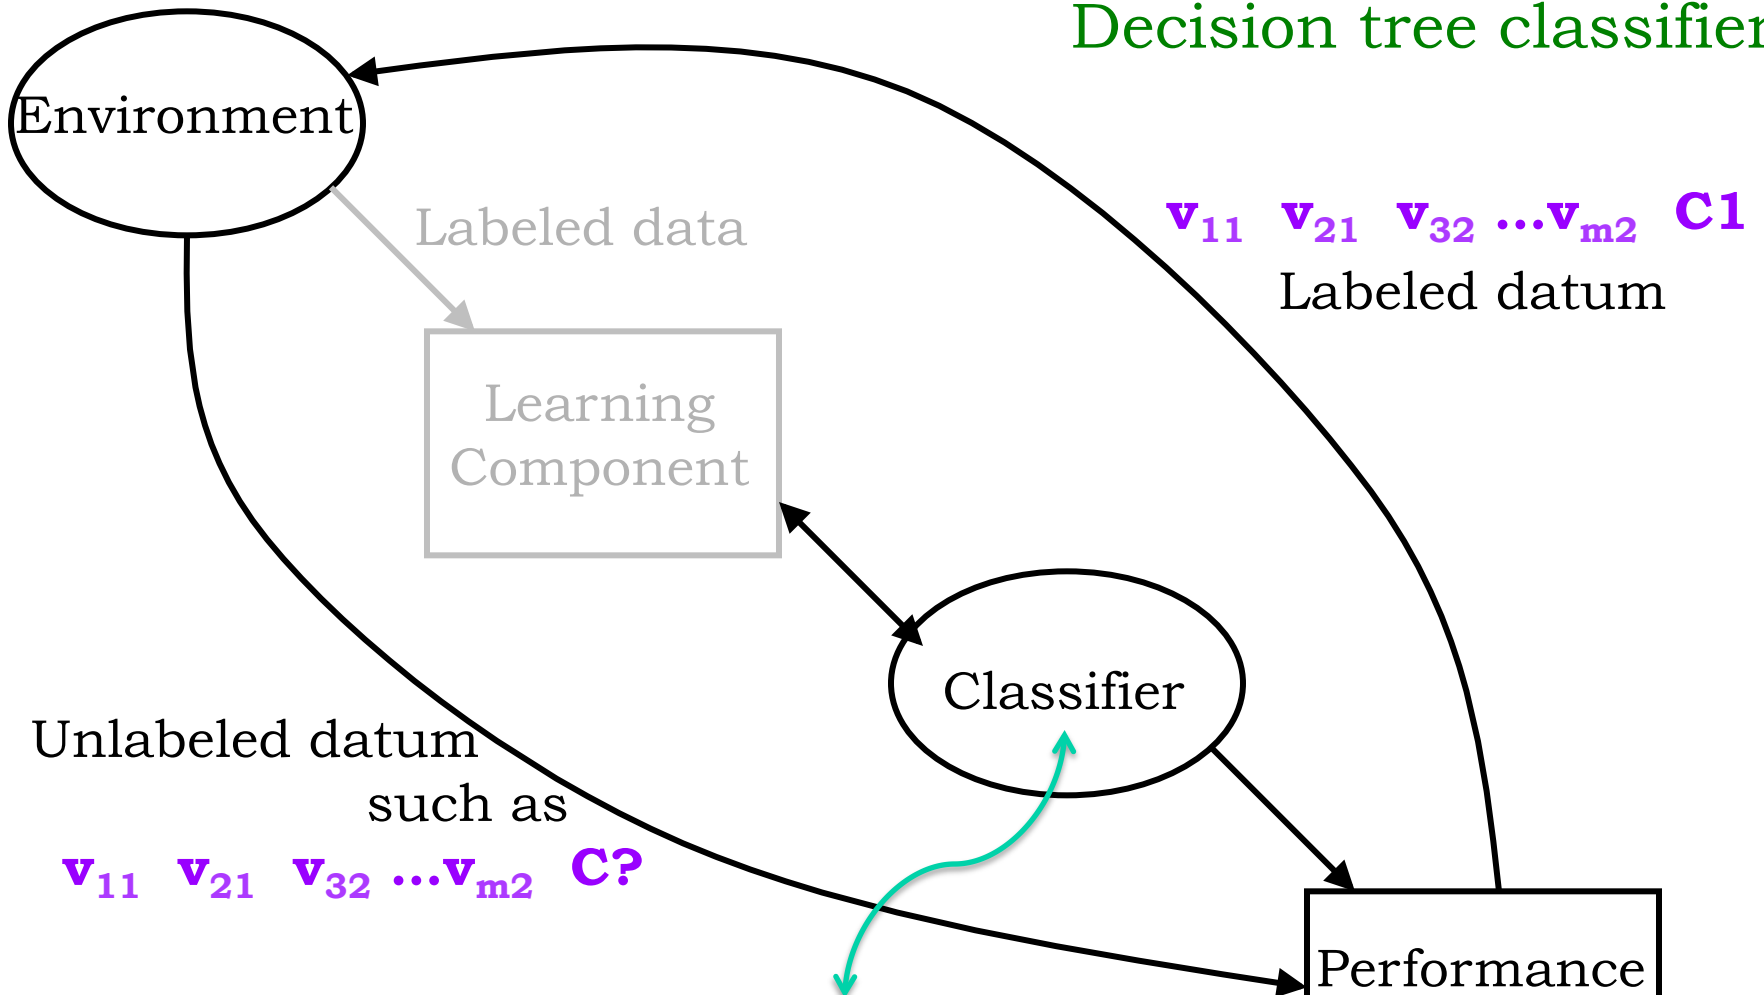 Decision tree classifier
Environment
v11 v21 v32 ...vm2 C1
Labeled data
Labeled datum
Learning
Component
Classifier
Unlabeled datum
such as
v11 v21 v32 ...vm2 C?
Performance